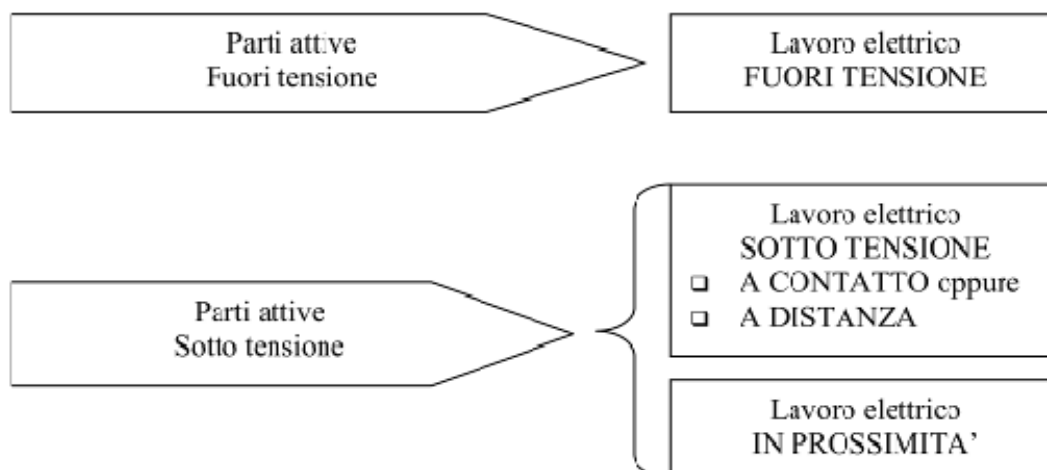 Parti attive
Fuori tensione
Lavoro elettrico
FUORI TENSIONE
Parti attive
Sotto tensione
Lavoro elettrico
SOTTO TENSIONE
❑ A CONTATTO cppure
❑ A DISTANZA
Lavoro elettrico
IN PROSSIMITA’